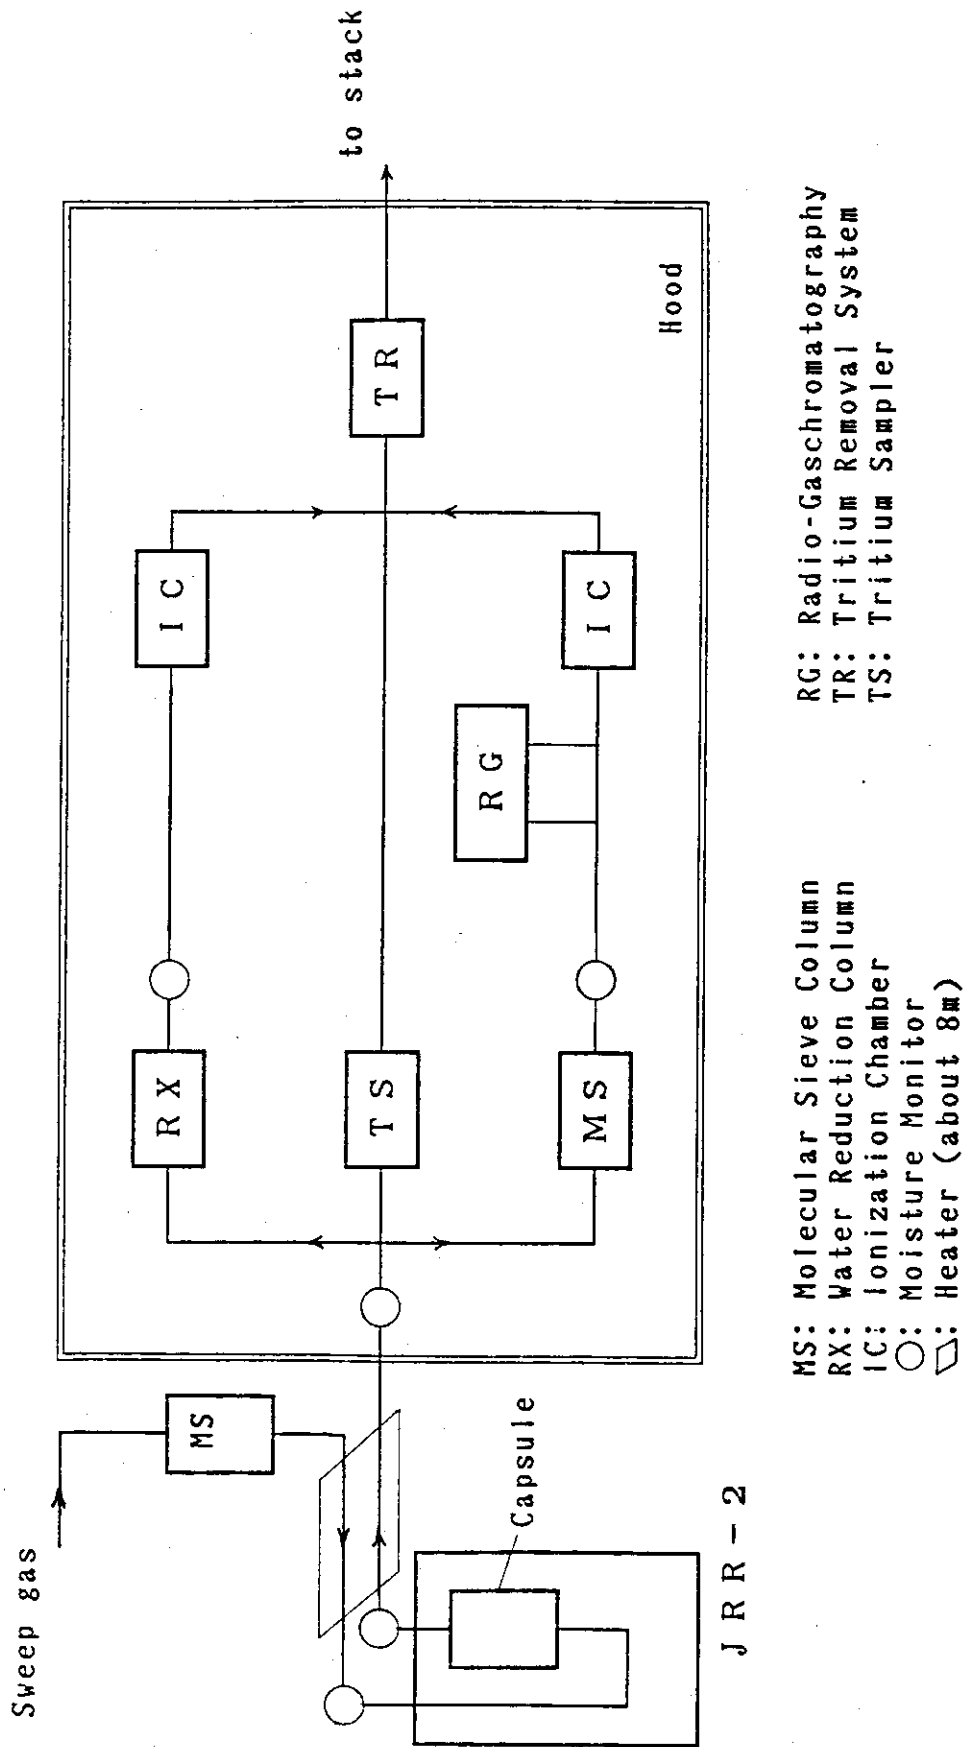 Sweep gas
MS
Capsule
JRR-2
RX
TS
MS
IC
RG
IC
TR
Hood
to stack
MS: Molecular Sieve Column
RX: Water Reduction Column
IC: Ionization Chamber
○: Moisture Monitor
▱: Heater (about 8m)
RG: Radio-Gaschromatography
TR: Tritium Removal System
TS: Tritium Sampler